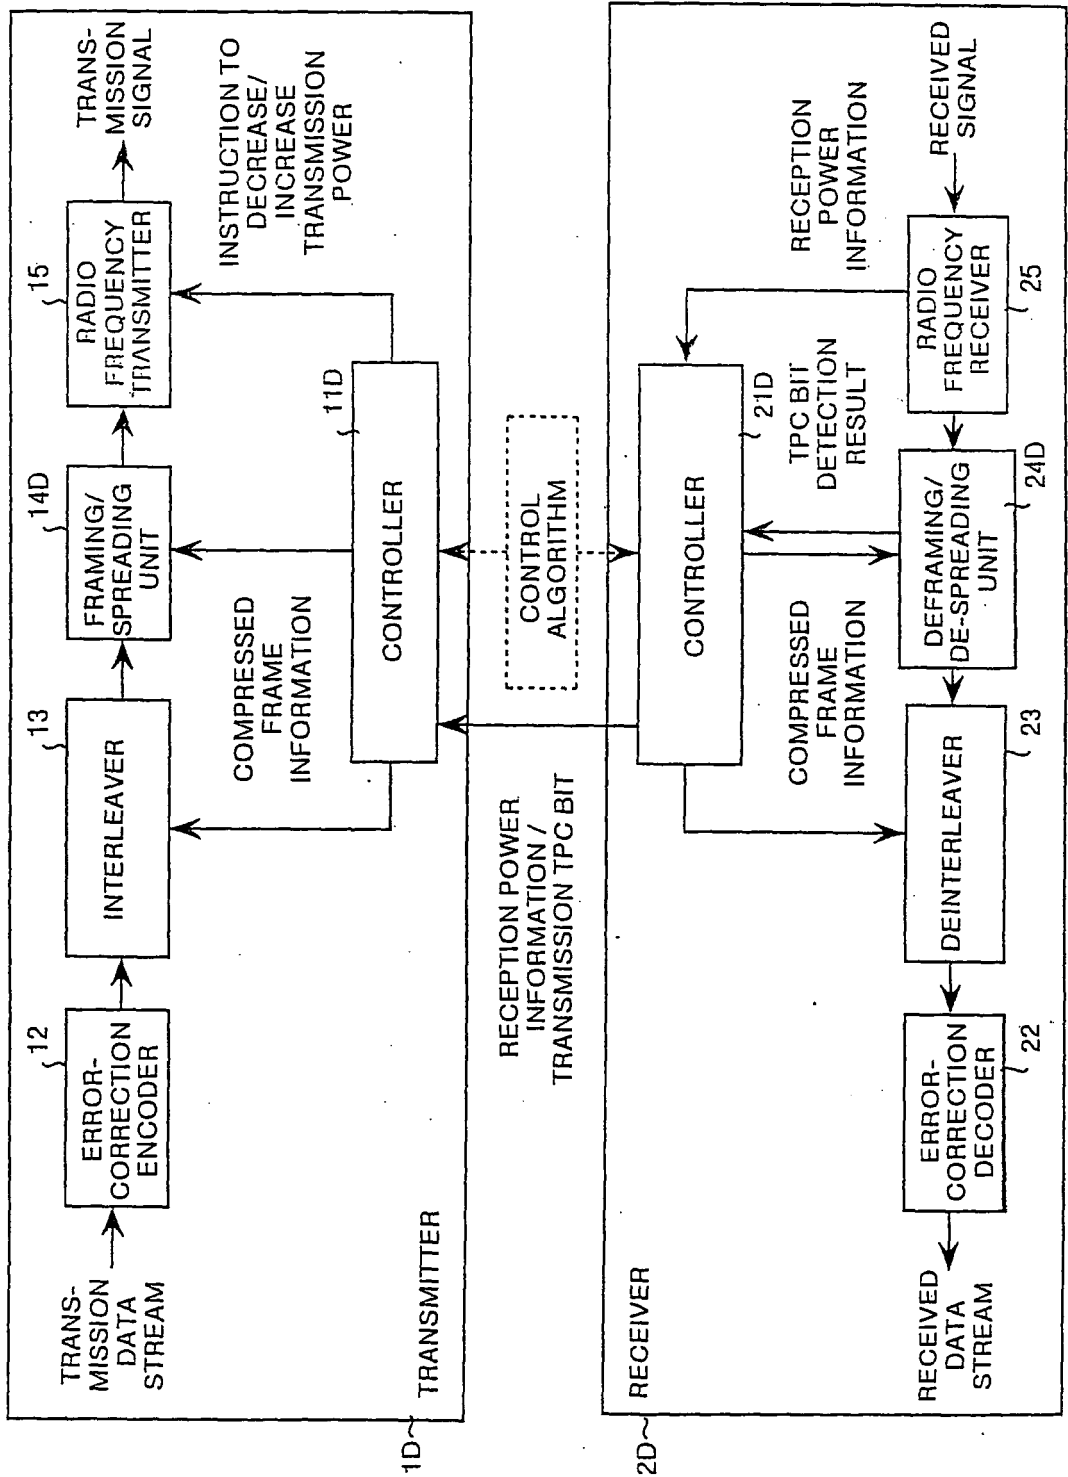 TRANS-
MISSION
DATA
STREAM
12
ERROR-
CORRECTION
ENCODER
13
INTERLEAVER
14D
FRAMING/
SPREADING
UNIT
15
RADIO
FREQUENCY
TRANSMITTER
TRANS-
MISSION
SIGNAL
COMPRESSED
FRAME
INFORMATION
INSTRUCTION TO
DECREASE/
INCREASE
TRANSMISSION
POWER
11D
CONTROLLER
1D
TRANSMITTER
RECEPTION POWER
INFORMATION /
TRANSMISSION TPC BIT
CONTROL
ALGORITHM
2D
RECEIVER
CONTROLLER
21D
COMPRESSED
FRAME
INFORMATION
TPC BIT
DETECTION
RESULT
RECEPTION
POWER
INFORMATION
RECEIVED
DATA
STREAM
ERROR-
CORRECTION
DECODER
22
DEINTERLEAVER
23
DEFRAMING/
DE-SPREADING
UNIT
24D
RADIO
FREQUENCY
RECEIVER
25
RECEIVED
SIGNAL